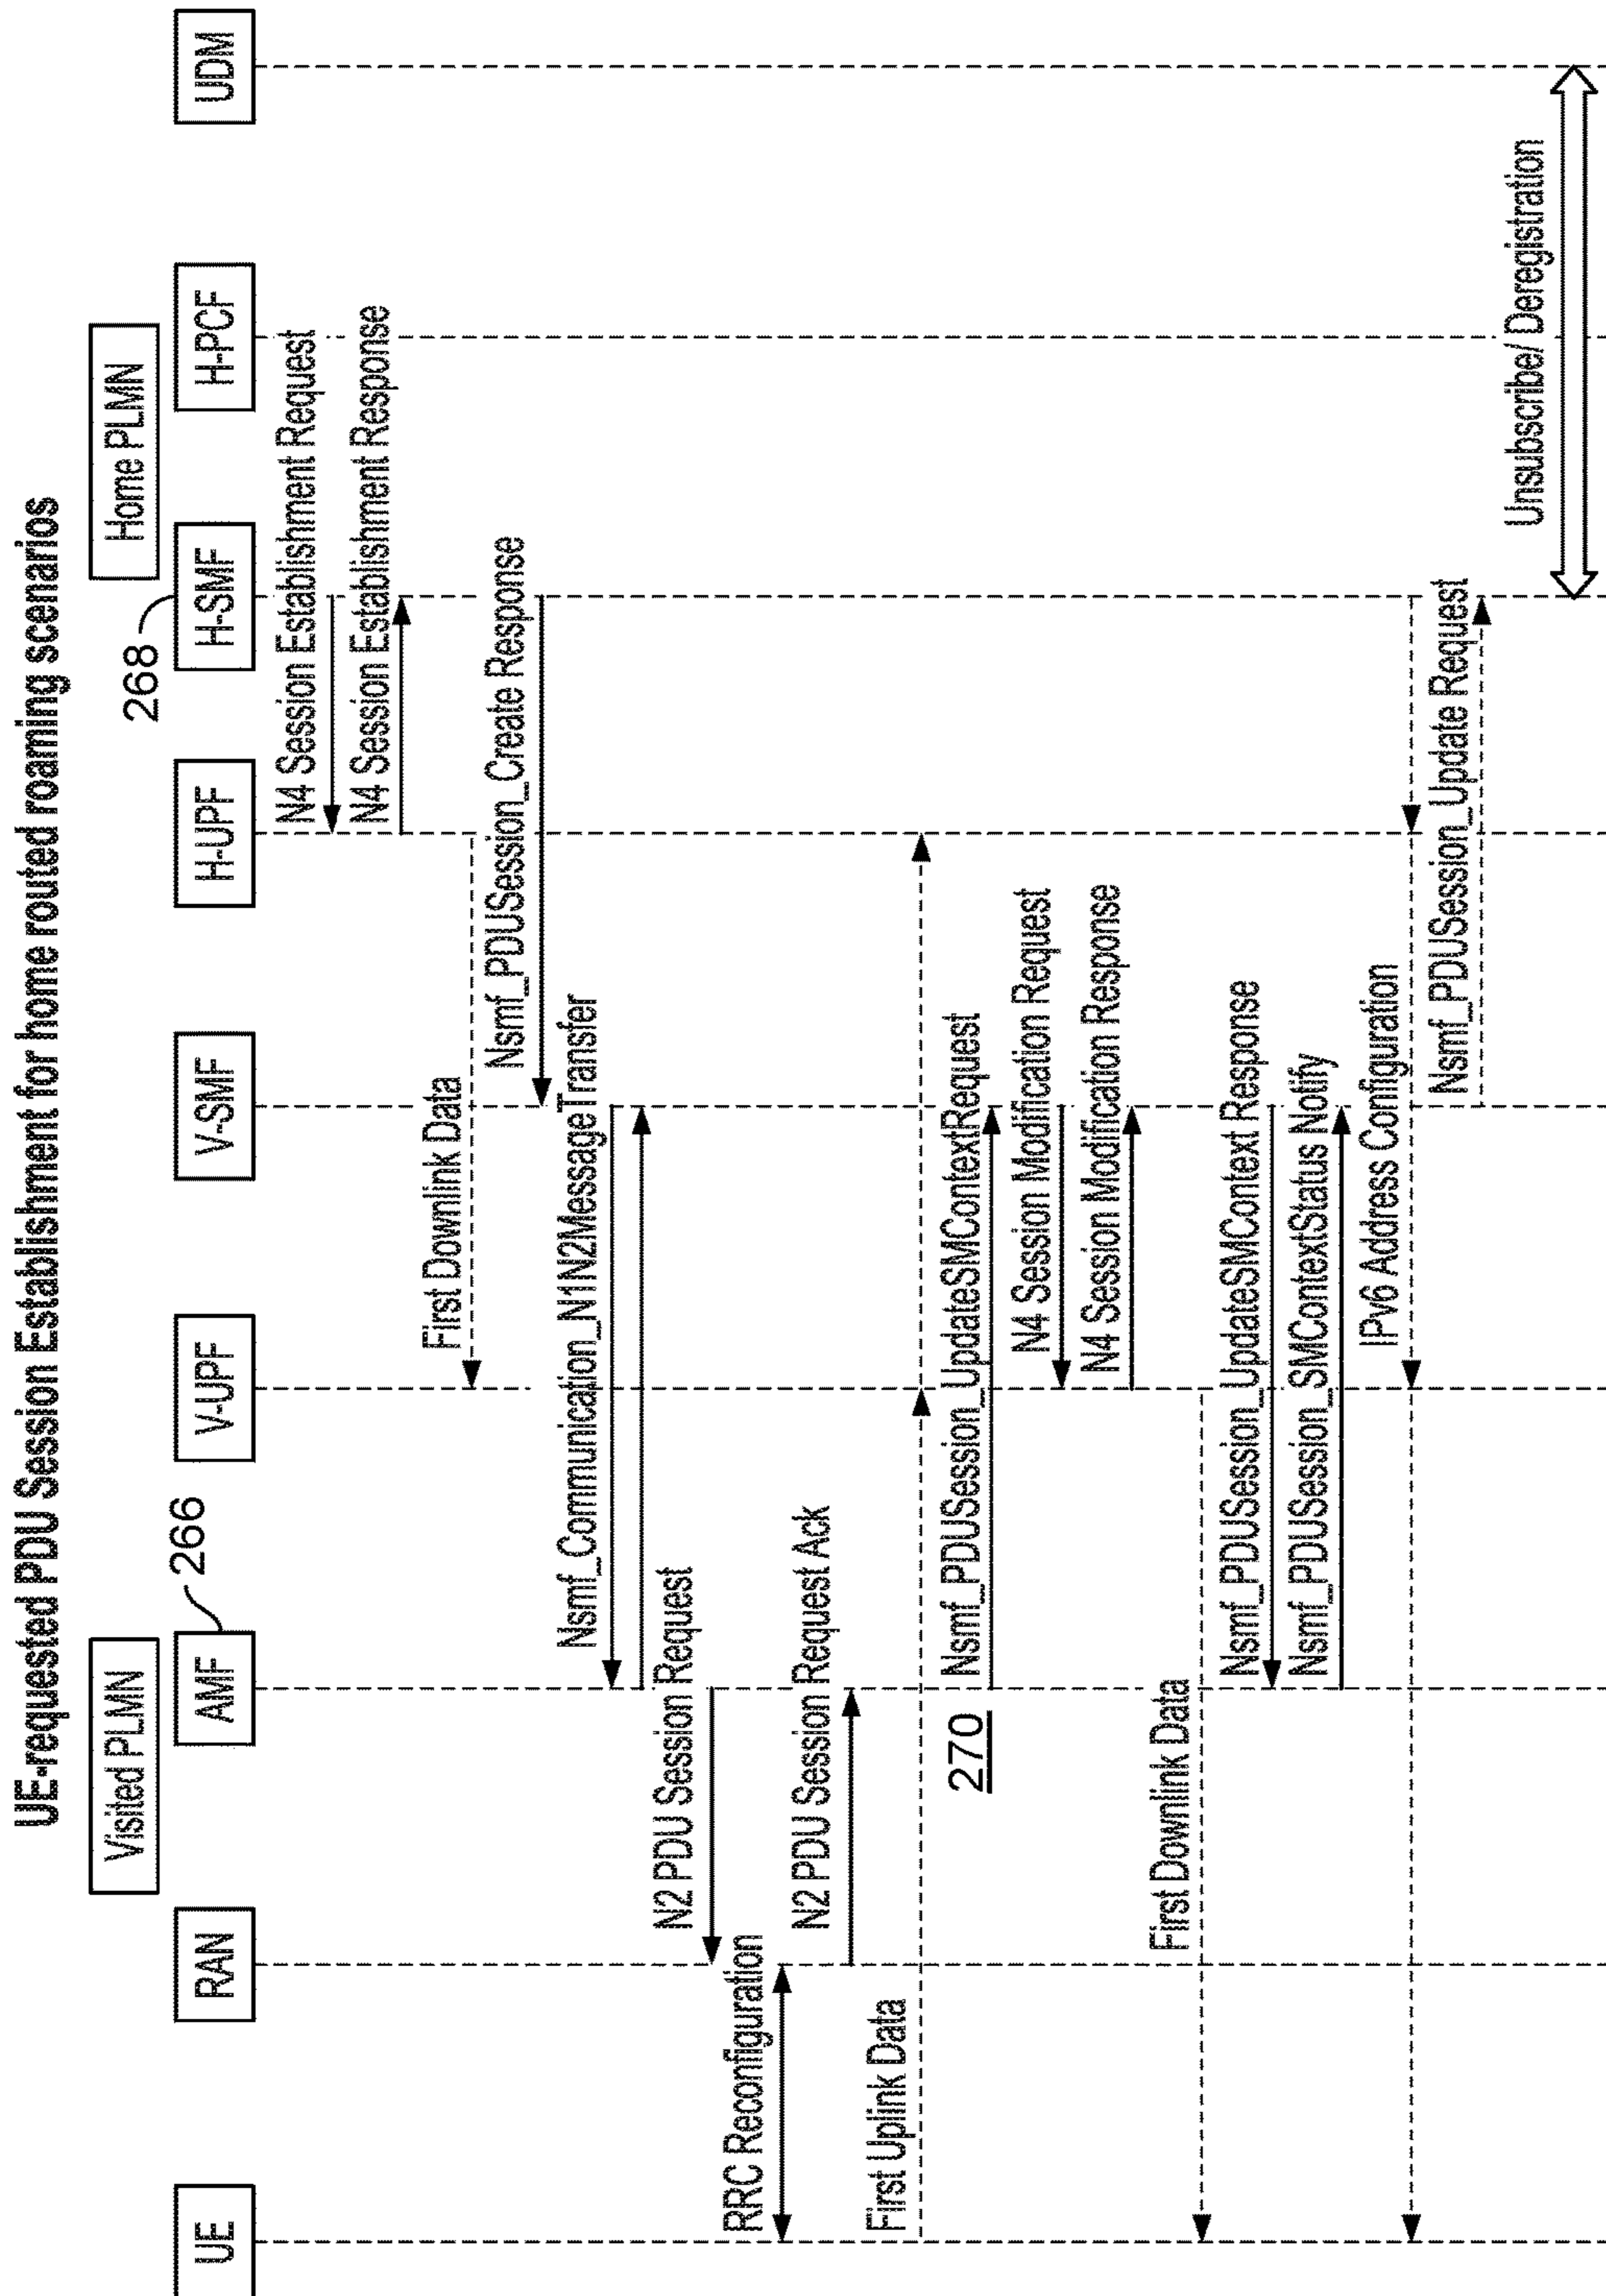 UE-requested PDU Session Establishment for home routed roaming scenarios
Visited PLMN
Home PLMN
266
268
UE
RAN
AMF
V-UPF
V-SMF
H-UPF
H-SMF
H-PCF
UDM
N4 Session Establishment Request
N4 Session Establishment Response
First Downlink Data
Nsmf_PDUSession_Create Response
Nsmf_Communication_N1N2MessageTransfer
N2 PDU Session Request
RRC Reconfiguration
N2 PDU Session Request Ack
First Uplink Data
270
Nsmf_PDUSession_UpdateSMContextRequest
N4 Session Modification Request
N4 Session Modification Response
First Downlink Data
Nsmf_PDUSession_UpdateSMContext Response
Nsmf_PDUSession_SMContextStatus Notify
IPv6 Address Configuration
Nsmf_PDUSession_Update Request
Unsubscribe/ Deregistration